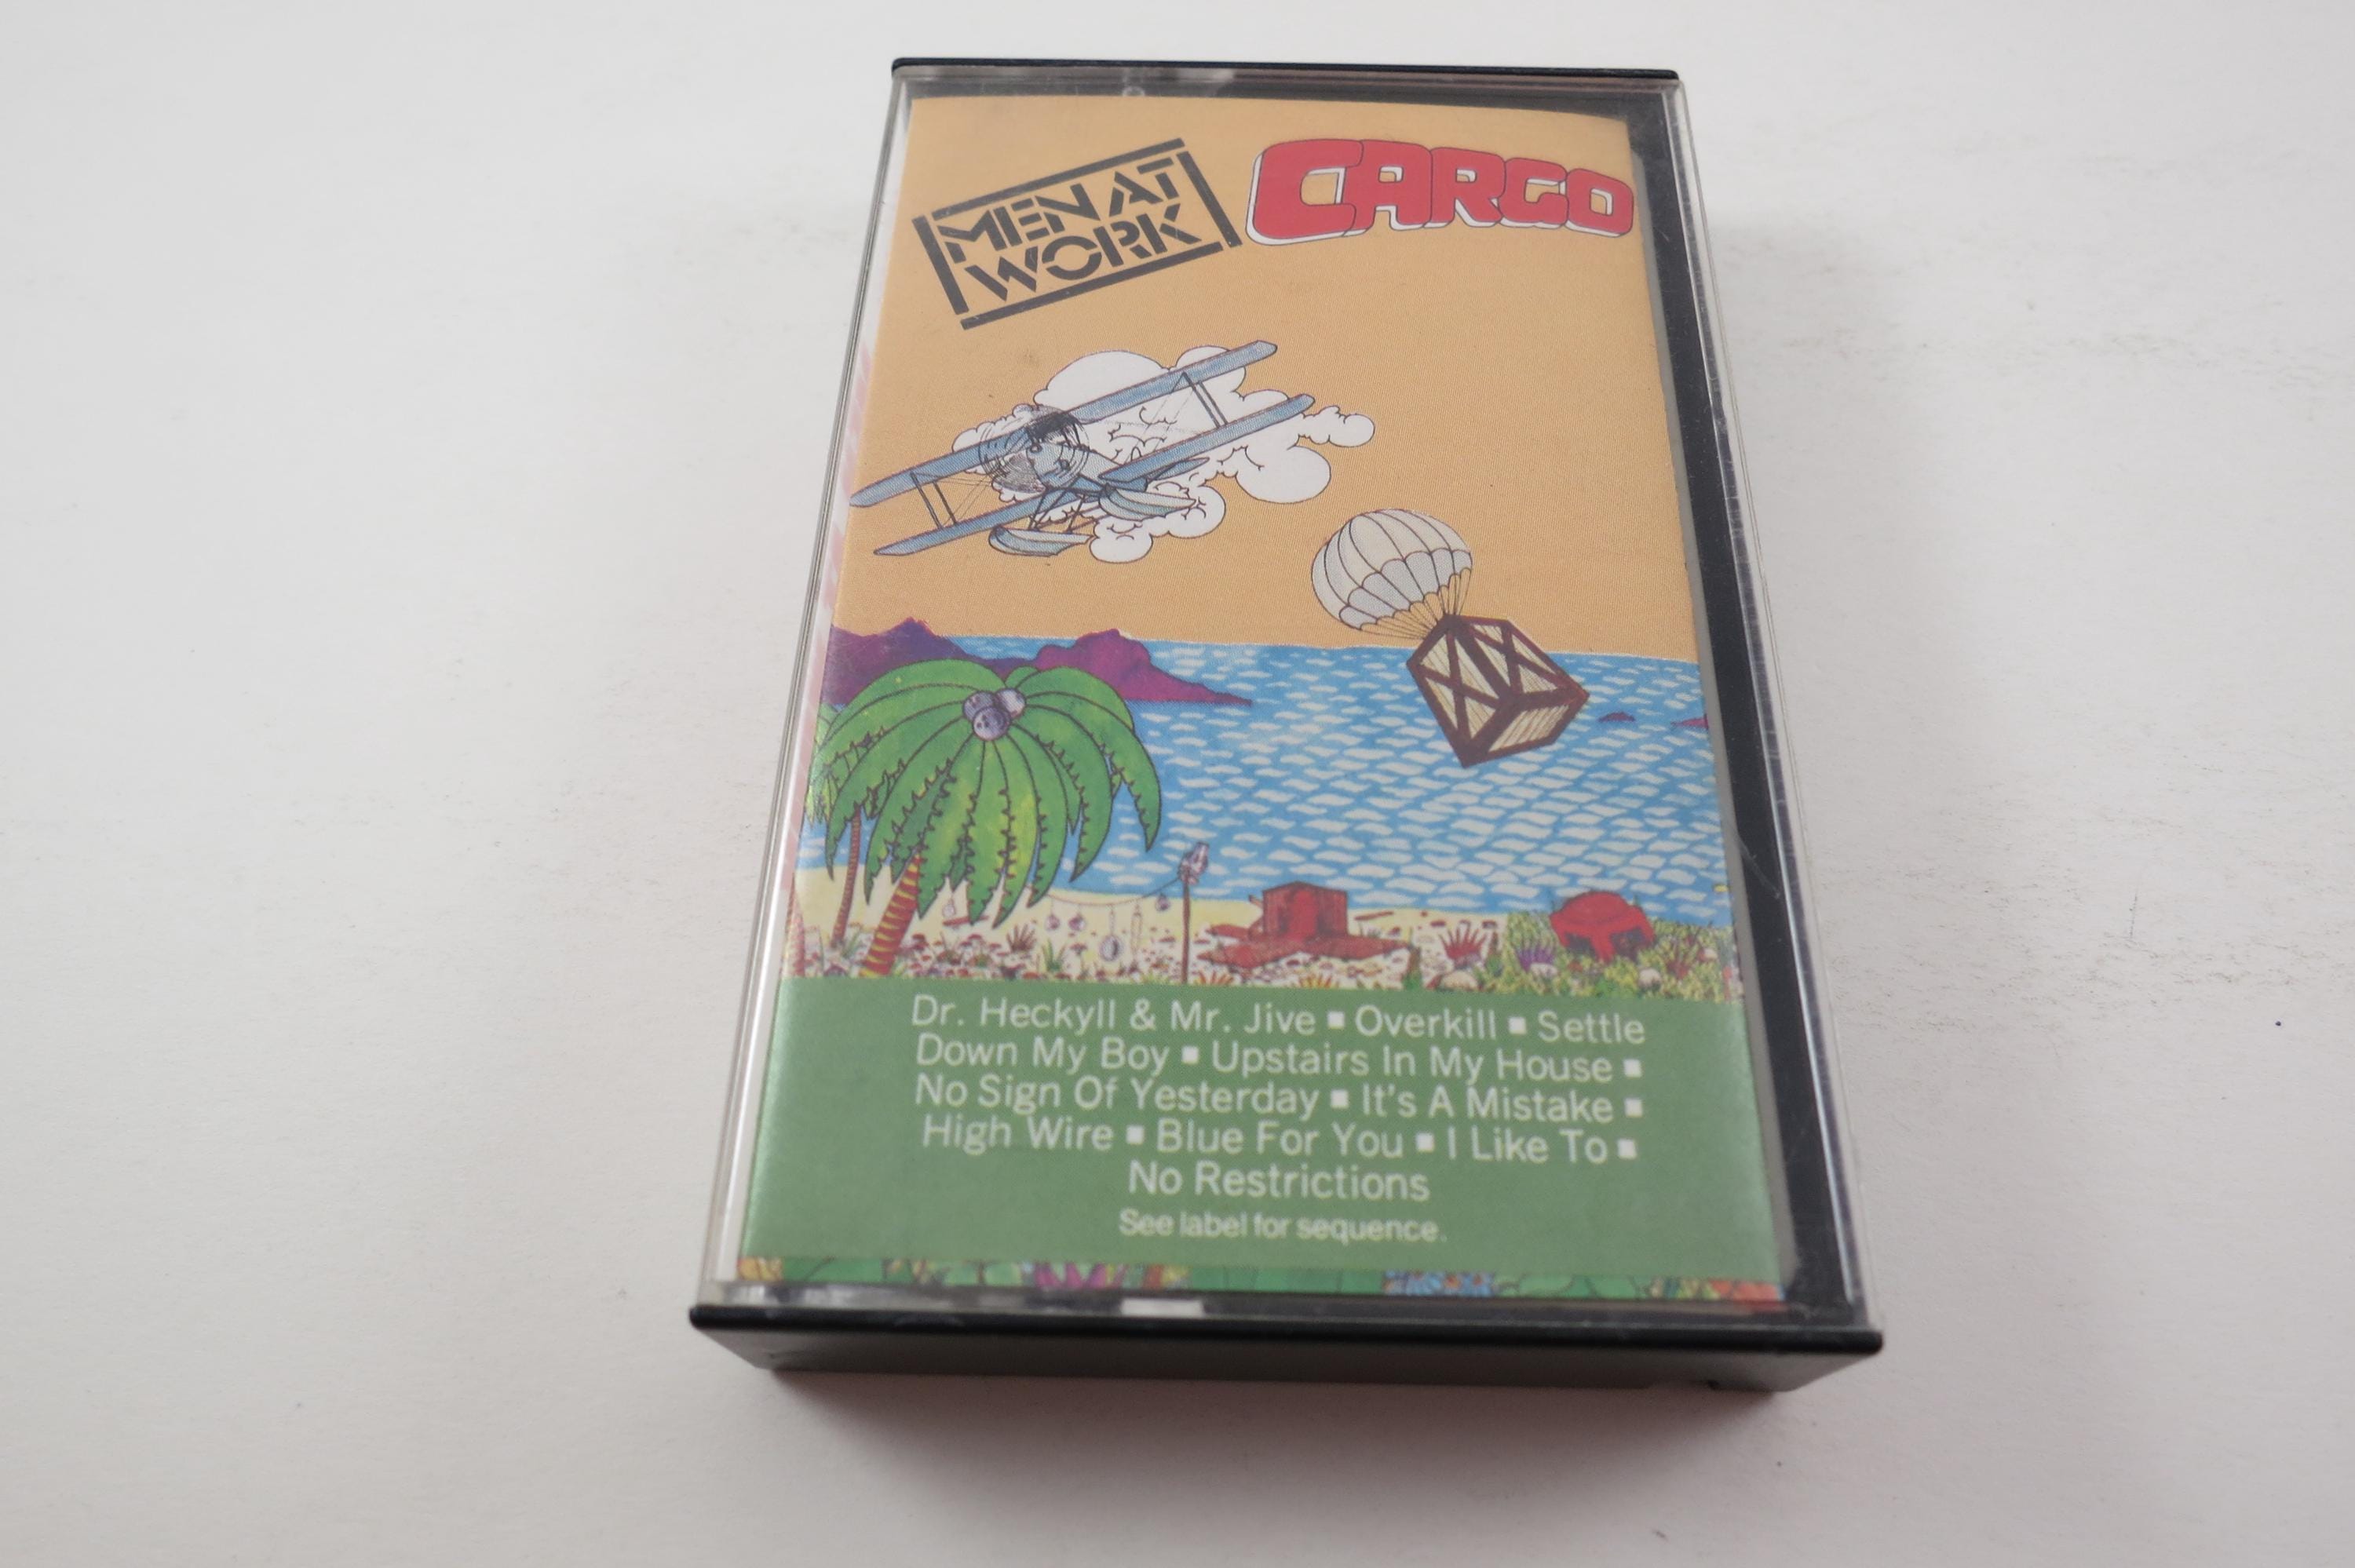 MEN AT
WORK
CARGO
Dr. Heckyll & Mr. Jive ▪ Overkill ▪ Settle
Down My Boy ▪ Upstairs In My House ▪
No Sign Of Yesterday ▪ It's A Mistake ▪
High Wire ▪ Blue For You ▪ I Like To ▪
No Restrictions
See label for sequence.